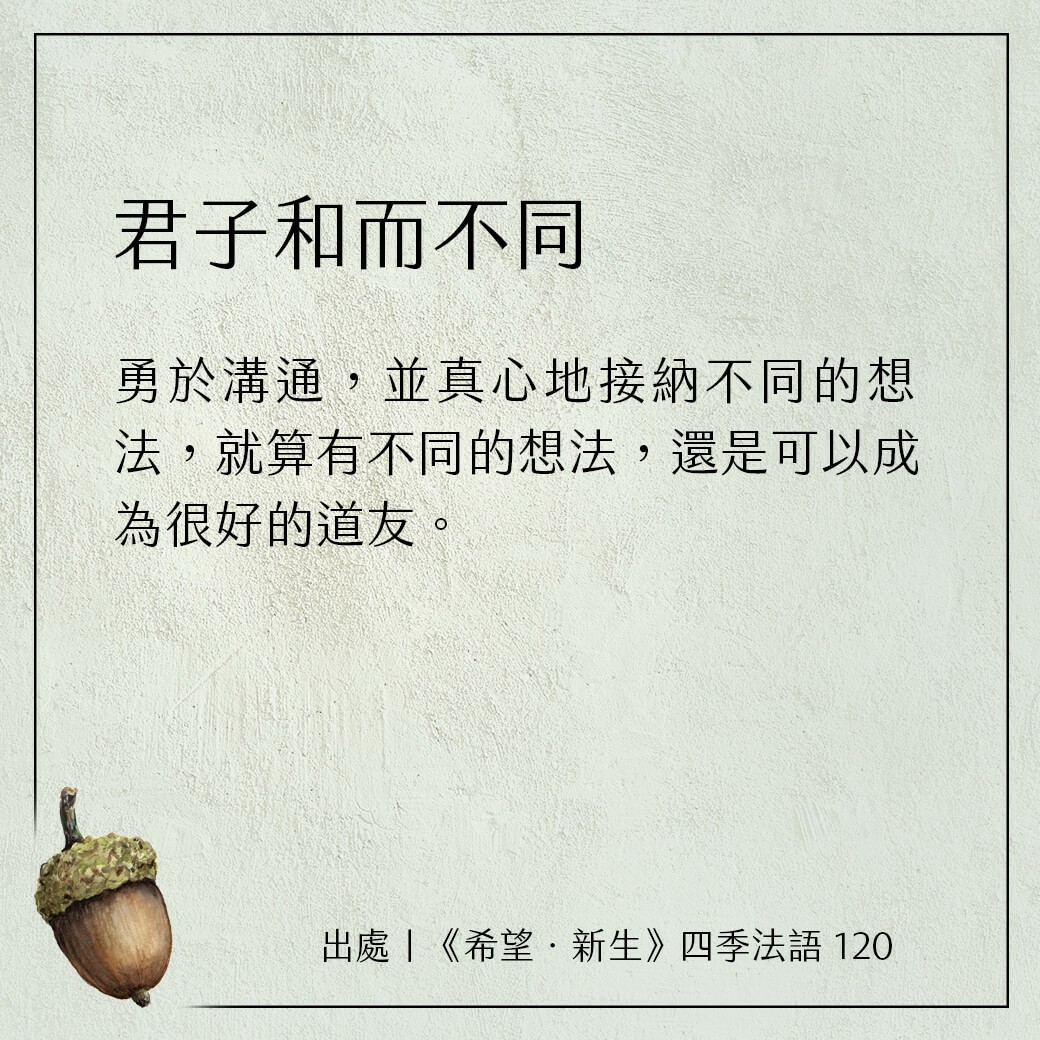 君子和而不同
勇於溝通，並真心地接納不同的想
法，就算有不同的想法，還是可以成
為很好的道友。
出處｜《希望．新生》四季法語 120